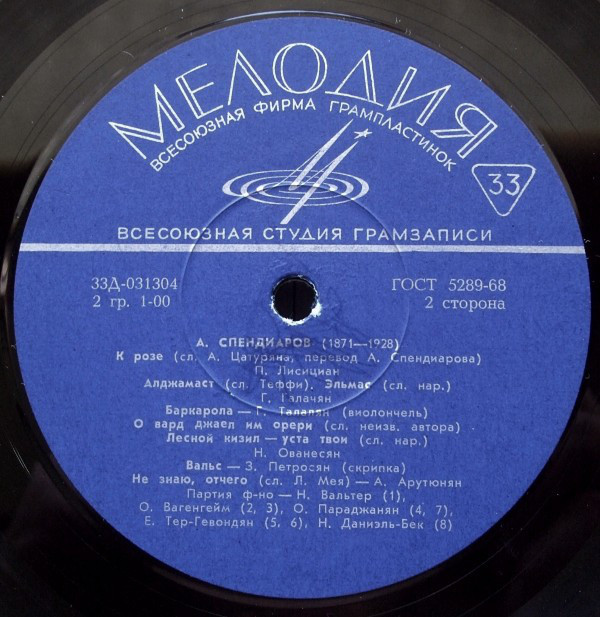 МЕЛОДИЯ
ВСЕСОЮЗНАЯ ФИРМА ГРАМПЛАСТИНОК
33
ВСЕСОЮЗНАЯ СТУДИЯ ГРАМЗАПИСИ
33Д-031304
2 гр. 1-00
ГОСТ 5289-68
2 сторона
А. СПЕНДИАРОВ (1871—1928)
К розе (сл. А. Цатуряна, перевод А. Спендиарова)
П. Лисициан
Алджамаст (сл. Теффи). Эльмас (сл. нар.)
Г. Галачян
Баркарола — Г. Талалян (виолончель)
О вард джаел им орери (сл. неизв. автора)
Лесной кизил — уста твои (сл. нар.)
Н. Ованесян
Вальс — З. Петросян (скрипка)
Не знаю, отчего (сл. Л. Мея) — А. Арутюнян
Партия ф-но — Н. Вальтер (1),
О. Вагенгейм (2, 3), О. Параджанян (4, 7),
Е. Тер-Гевондян (5, 6), Н. Даниэль-Бек (8)